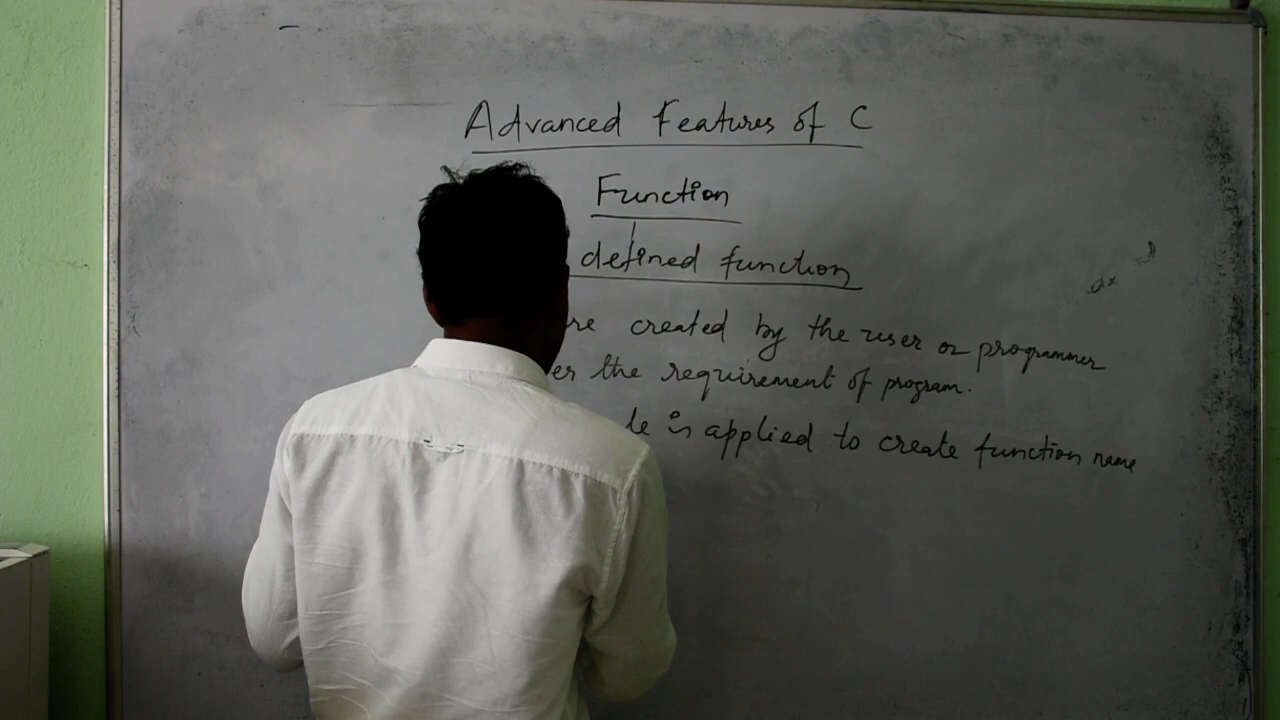 Advanced Features of C
Function
defined function
re created by the user or programmer
er the requirement of program.
le is applied to create function name